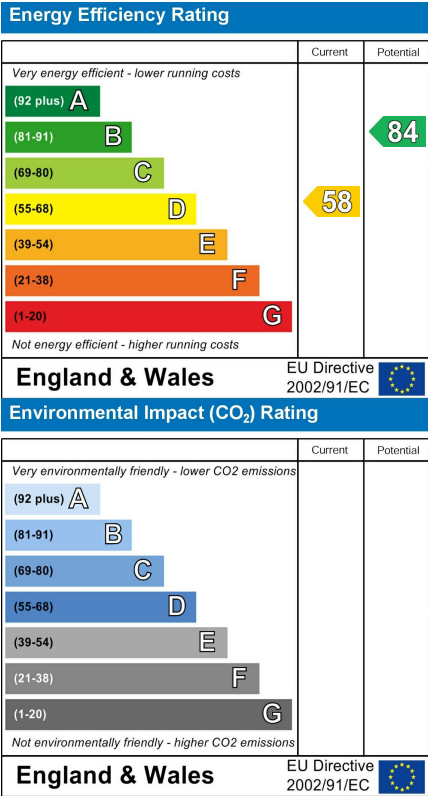 Energy Efficiency Rating
Current Potential
Very energy efficient - lower running costs
(92 plus) A
(81-91) B
84
(69-80) C
(55-68) D
58
(39-54) E
(21-38) F
(1-20) G
Not energy efficient - higher running costs
England & Wales
EU Directive
2002/91/EC
Environmental Impact (CO₂) Rating
Current Potential
Very environmentally friendly - lower CO2 emissions
(92 plus) A
(81-91) B
(69-80) C
(55-68) D
(39-54) E
(21-38) F
(1-20) G
Not environmentally friendly - higher CO2 emissions
England & Wales
EU Directive
2002/91/EC